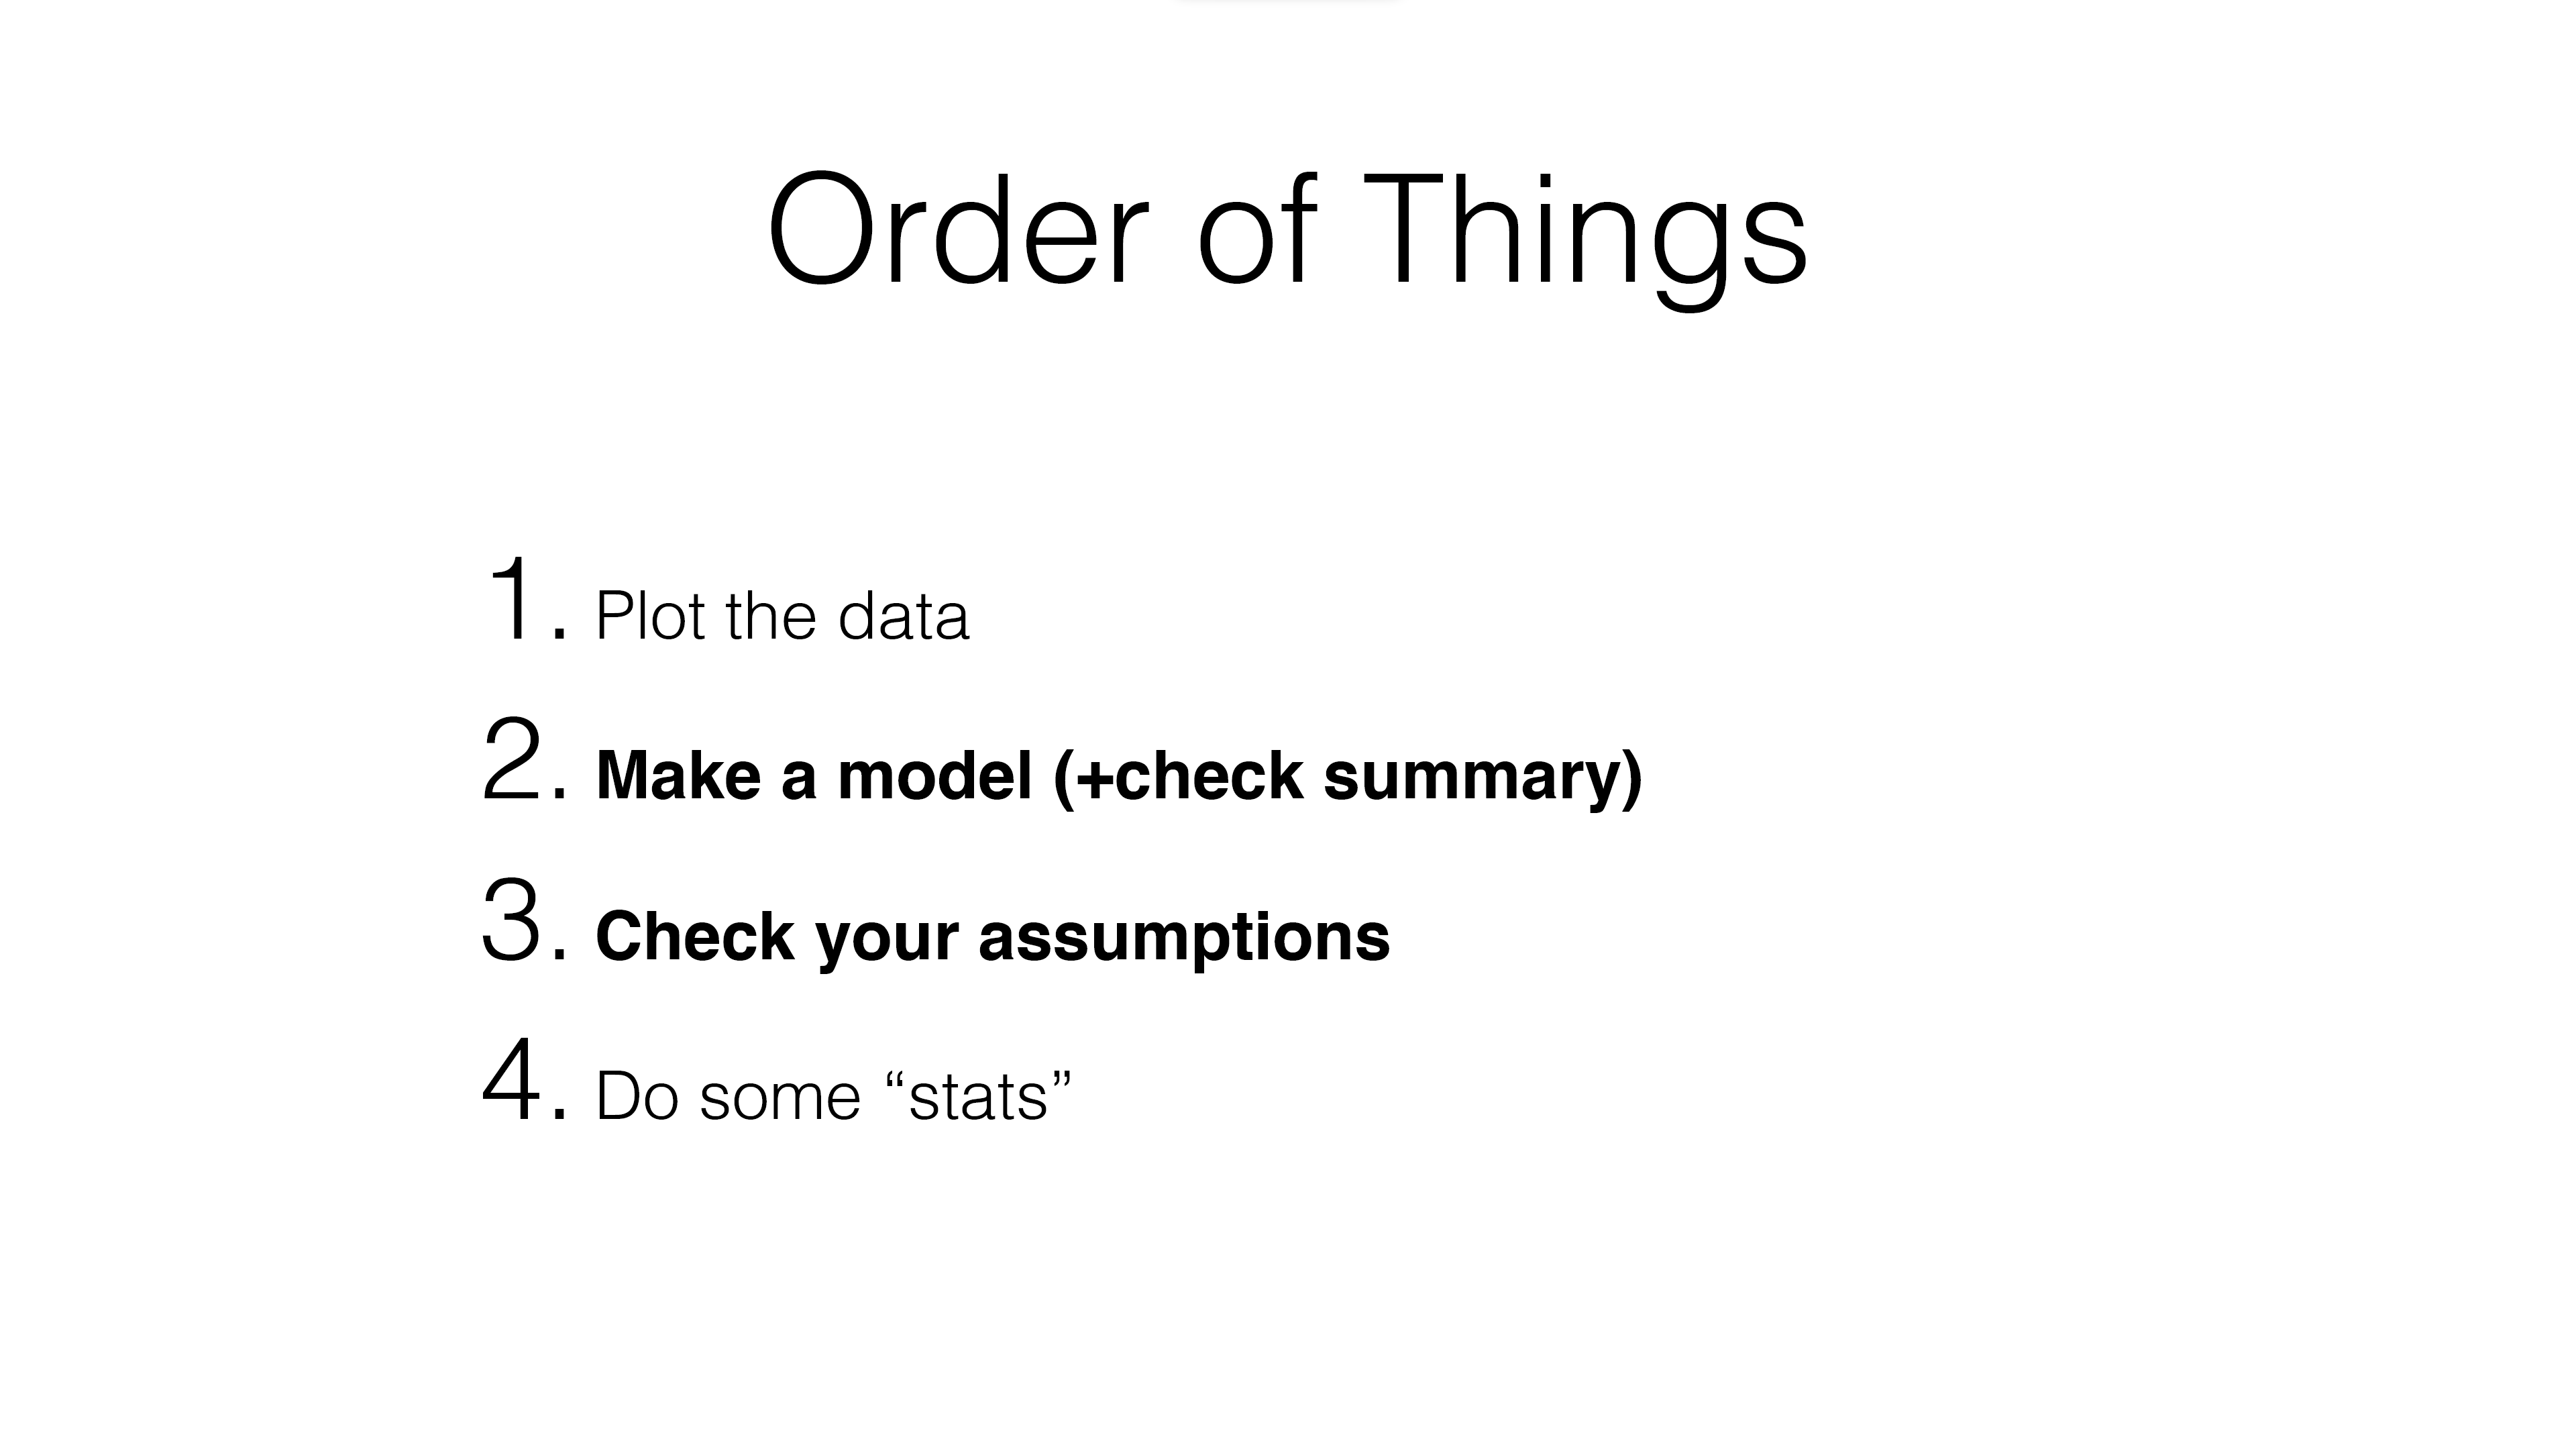 Order of Things
1. Plot the data
2. Make a model (+check summary)
3. Check your assumptions
4. Do some “stats”